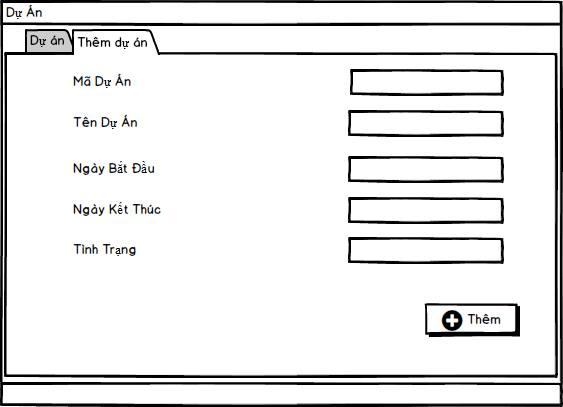 Dự Án
Dự án
Thêm dự án
Mã Dự Án
Tên Dự Án
Ngày Bắt Đầu
Ngày Kết Thúc
Tình Trạng
Thêm